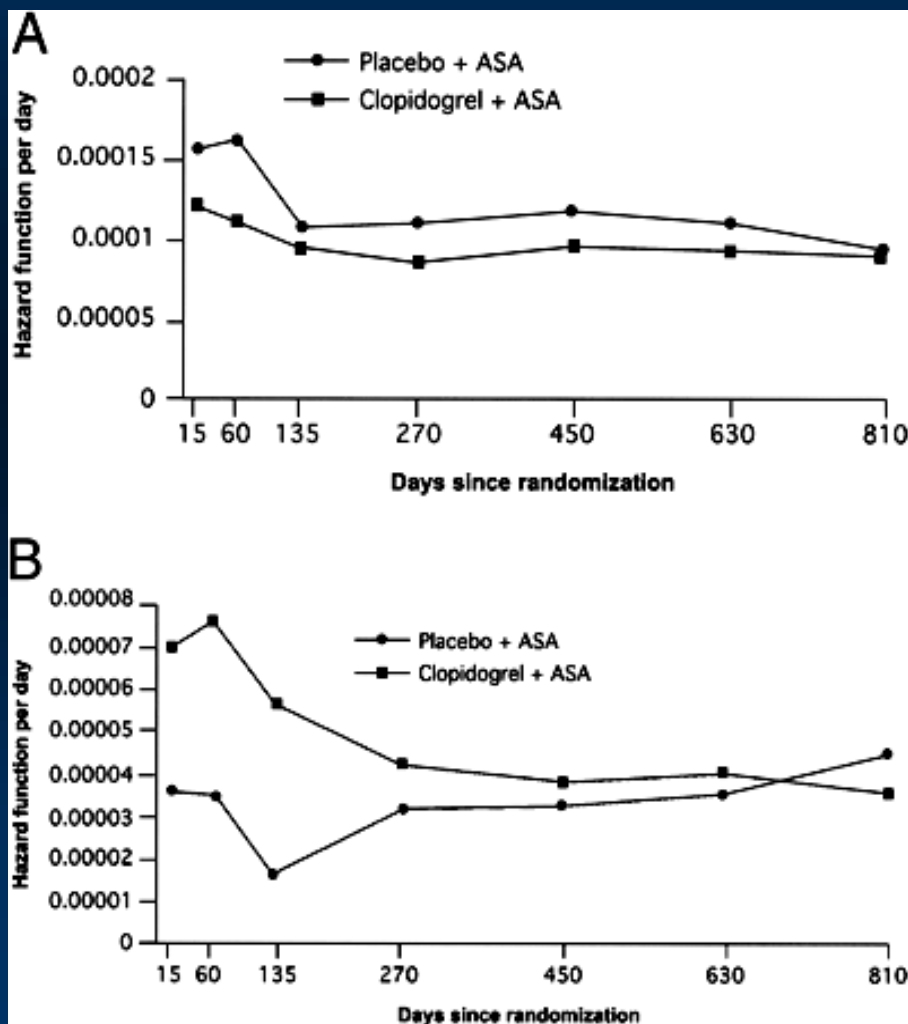 A
Placebo + ASA
Clopidogrel + ASA
Hazard function per day
0.0002
0.00015
0.0001
0.00005
0
15 60 135 270 450 630 810
Days since randomization
B
Placebo + ASA
Clopidogrel + ASA
Hazard function per day
0.00008
0.00007
0.00006
0.00005
0.00004
0.00003
0.00002
0.00001
0
15 60 135 270 450 630 810
Days since randomization